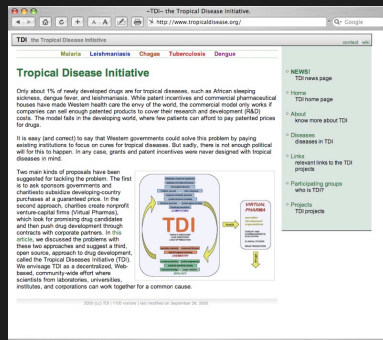 ~TDI~ the Tropical Disease Initiative.
A A
http://www.tropicaldisease.org/
Q- Google
TDI the Tropical Disease Initiative
contact wiki
Malaria Leishmaniasis Chagas Tuberculosis Dengue
Tropical Disease Initiative
Only about 1% of newly developed drugs are for tropical diseases, such as African sleeping
sickness, dengue fever, and leishmaniasis. While patent incentives and commercial pharmaceutical
houses have made Western health care the envy of the world, the commercial model only works if
companies can sell enough patented products to cover their research and development (R&D)
costs. The model fails in the developing world, where few patients can afford to pay patented prices
for drugs.
It is easy (and correct) to say that Western governments could solve this problem by paying
existing institutions to focus on cures for tropical diseases. But sadly, there is not enough political
will for this to happen. In any case, grants and patent incentives were never designed with tropical
diseases in mind.
Two main kinds of proposals have been
suggested for tackling the problem. The first
is to ask sponsors governments and
charities to subsidize developing-country
purchases at a guaranteed price. In the
second approach, charities create nonprofit
venture-capital firms (Virtual Pharmas),
which look for promising drug candidates
and then push drug development through
contracts with corporate partners. In this
article, we discussed the problems with
these two approaches and suggest a third,
open source, approach to drug development,
called the Tropical Diseases Initiative (TDI).
We envisage TDI as a decentralized, Web-
based, community-wide effort where
scientists from laboratories, universities,
institutes, and corporations can work together for a common cause.
TDI
VIRTUAL
PHARMA
NEWS!
TDI news page
Home
TDI home page
About
know more about TDI
Diseases
diseases in TDI
Links
relevant links to the TDI
projects
Participating groups
who is TDI?
Projects
TDI projects